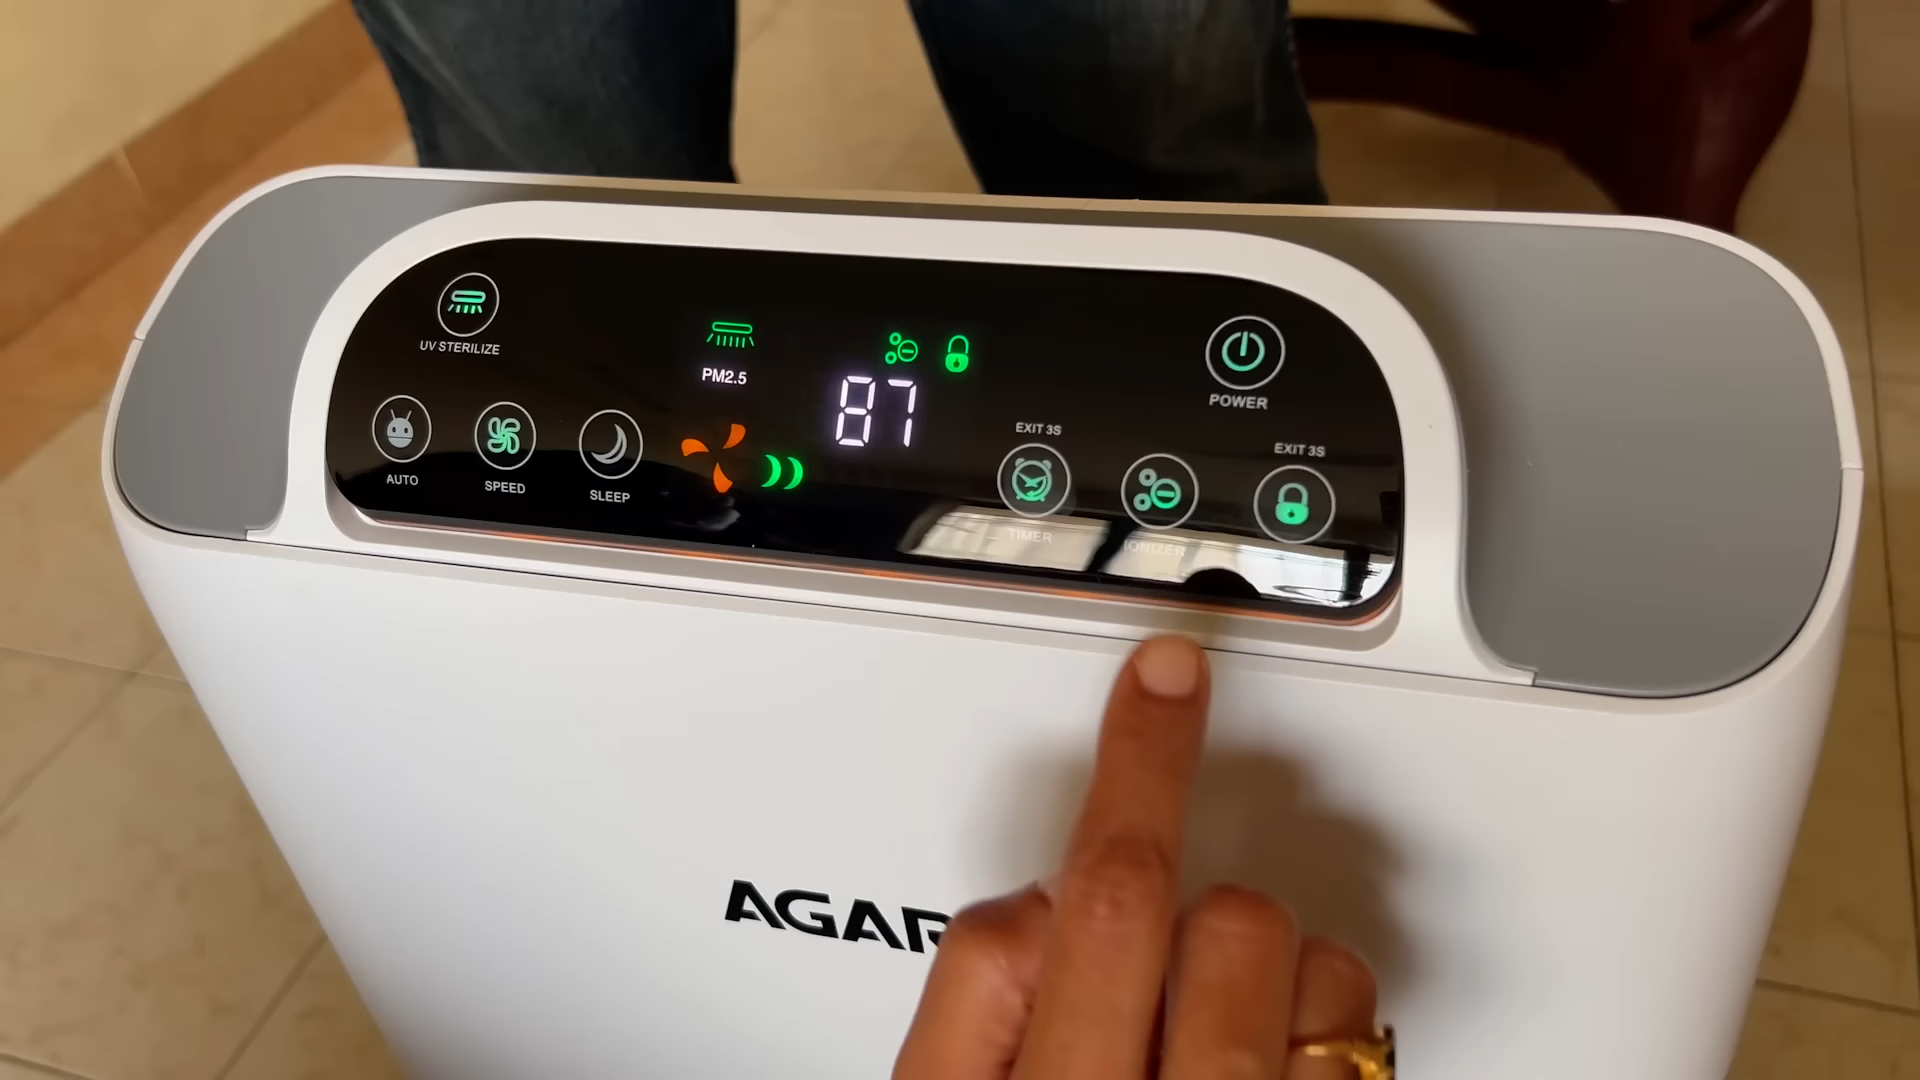 UV STERILIZE
PM2.5
87
POWER
AUTO
SPEED
SLEEP
EXIT 3S
TIMER
IONIZER
EXIT 3S
AGAR